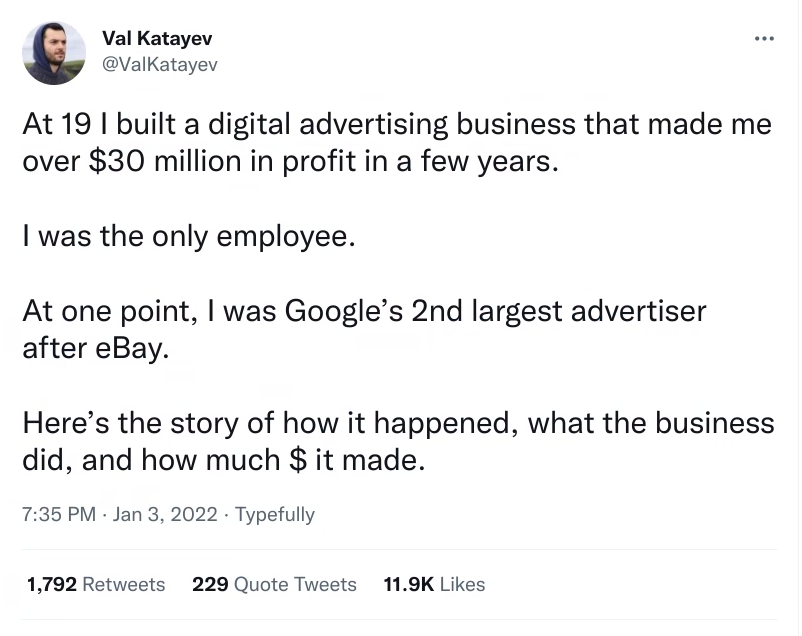 Val Katayev
@ValKatayev
At 19 I built a digital advertising business that made me
over $30 million in profit in a few years.
I was the only employee.
At one point, I was Google’s 2nd largest advertiser
after eBay.
Here’s the story of how it happened, what the business
did, and how much $ it made.
7:35 PM · Jan 3, 2022 · Typefully
1,792 Retweets 229 Quote Tweets 11.9K Likes